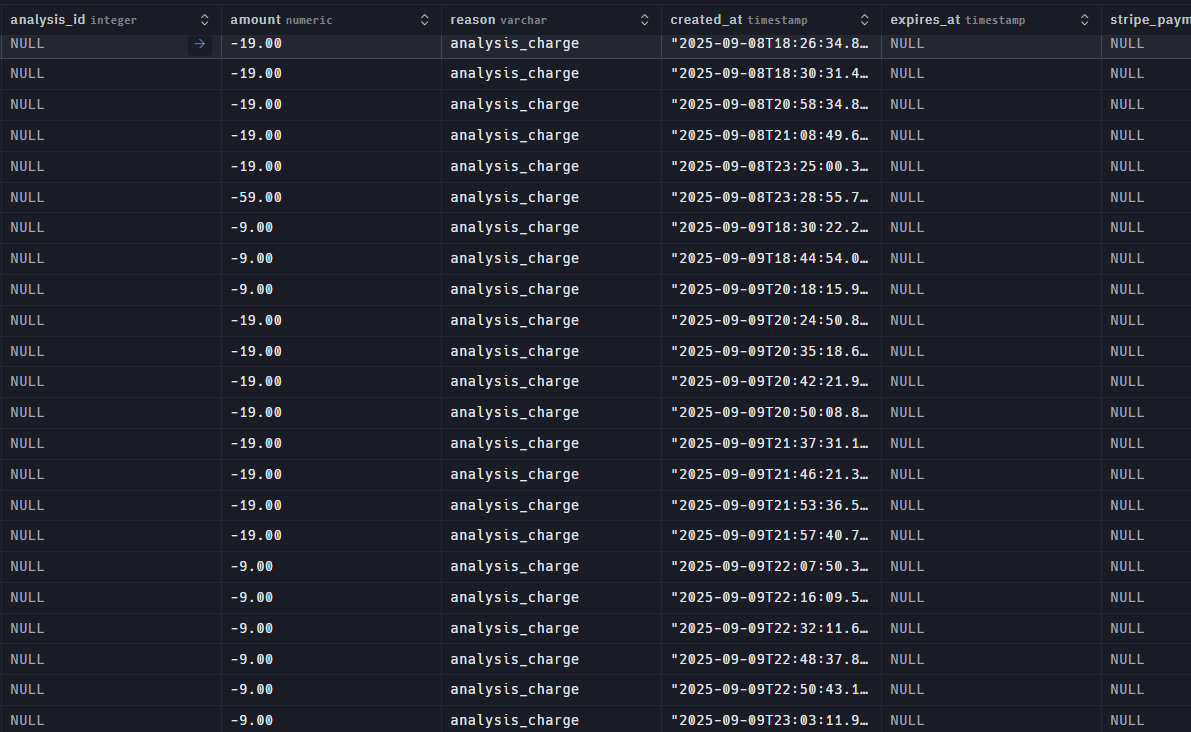 analysis_id integer amount numeric reason varchar created_at timestamp expires_at timestamp stripe_paym
NULL -19.00 analysis_charge "2025-09-08T18:26:34.8… NULL NULL
NULL -19.00 analysis_charge "2025-09-08T18:30:31.4… NULL NULL
NULL -19.00 analysis_charge "2025-09-08T20:58:34.8… NULL NULL
NULL -19.00 analysis_charge "2025-09-08T21:08:49.6… NULL NULL
NULL -19.00 analysis_charge "2025-09-08T23:25:00.3… NULL NULL
NULL -59.00 analysis_charge "2025-09-08T23:28:55.7… NULL NULL
NULL -9.00 analysis_charge "2025-09-09T18:30:22.2… NULL NULL
NULL -9.00 analysis_charge "2025-09-09T18:44:54.0… NULL NULL
NULL -9.00 analysis_charge "2025-09-09T20:18:15.9… NULL NULL
NULL -19.00 analysis_charge "2025-09-09T20:24:50.8… NULL NULL
NULL -19.00 analysis_charge "2025-09-09T20:35:18.6… NULL NULL
NULL -19.00 analysis_charge "2025-09-09T20:42:21.9… NULL NULL
NULL -19.00 analysis_charge "2025-09-09T20:50:08.8… NULL NULL
NULL -19.00 analysis_charge "2025-09-09T21:37:31.1… NULL NULL
NULL -19.00 analysis_charge "2025-09-09T21:46:21.3… NULL NULL
NULL -19.00 analysis_charge "2025-09-09T21:53:36.5… NULL NULL
NULL -19.00 analysis_charge "2025-09-09T21:57:40.7… NULL NULL
NULL -9.00 analysis_charge "2025-09-09T22:07:50.3… NULL NULL
NULL -9.00 analysis_charge "2025-09-09T22:16:09.5… NULL NULL
NULL -9.00 analysis_charge "2025-09-09T22:32:11.6… NULL NULL
NULL -9.00 analysis_charge "2025-09-09T22:48:37.8… NULL NULL
NULL -9.00 analysis_charge "2025-09-09T22:50:43.1… NULL NULL
NULL -9.00 analysis_charge "2025-09-09T23:03:11.9… NULL NULL